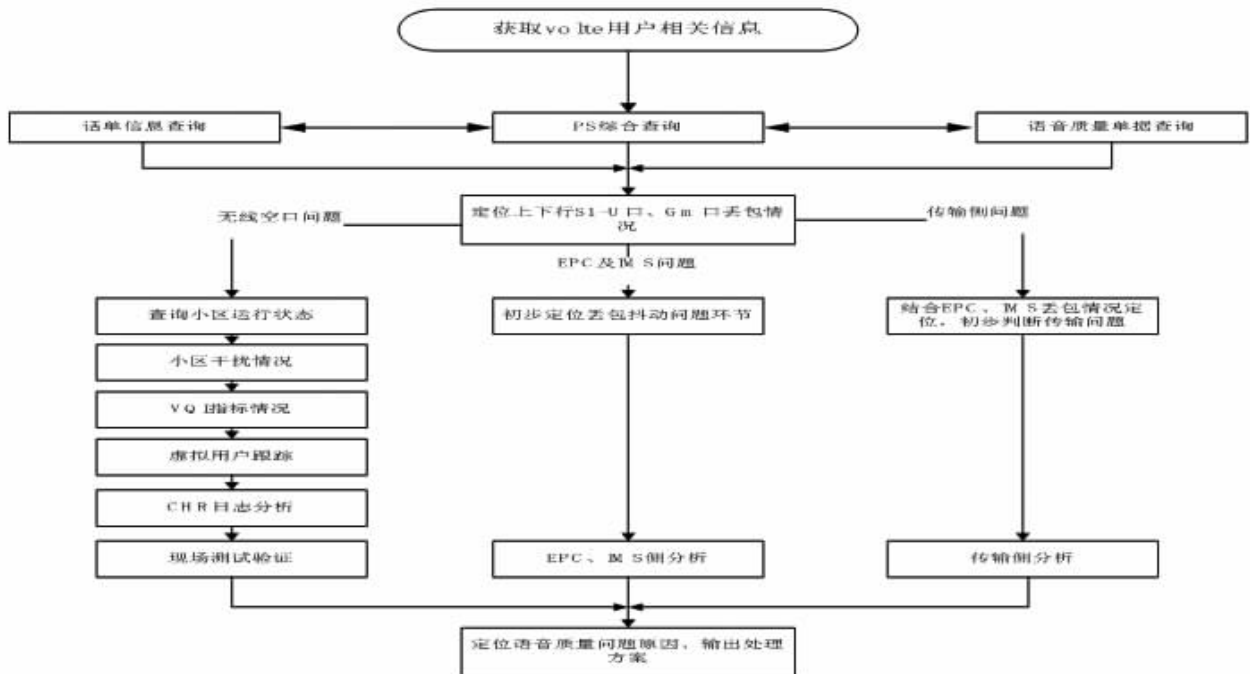 获取volte用户相关信息
话单信息查询
PS综合查询
语音质量单据查询
定位上下行S1-U口、Gm口丢包情
况
无线空口问题
传输侧问题
EPC及IMS问题
查询小区运行状态
初步定位丢包抖动问题环节
结合EPC、IMS丢包情况定
位，初步判断传输问题
小区干扰情况
VQI指标情况
虚拟用户跟踪
CHR日志分析
现场测试验证
EPC、IMS侧分析
传输侧分析
定位语音质量问题原因、输出处理
方案